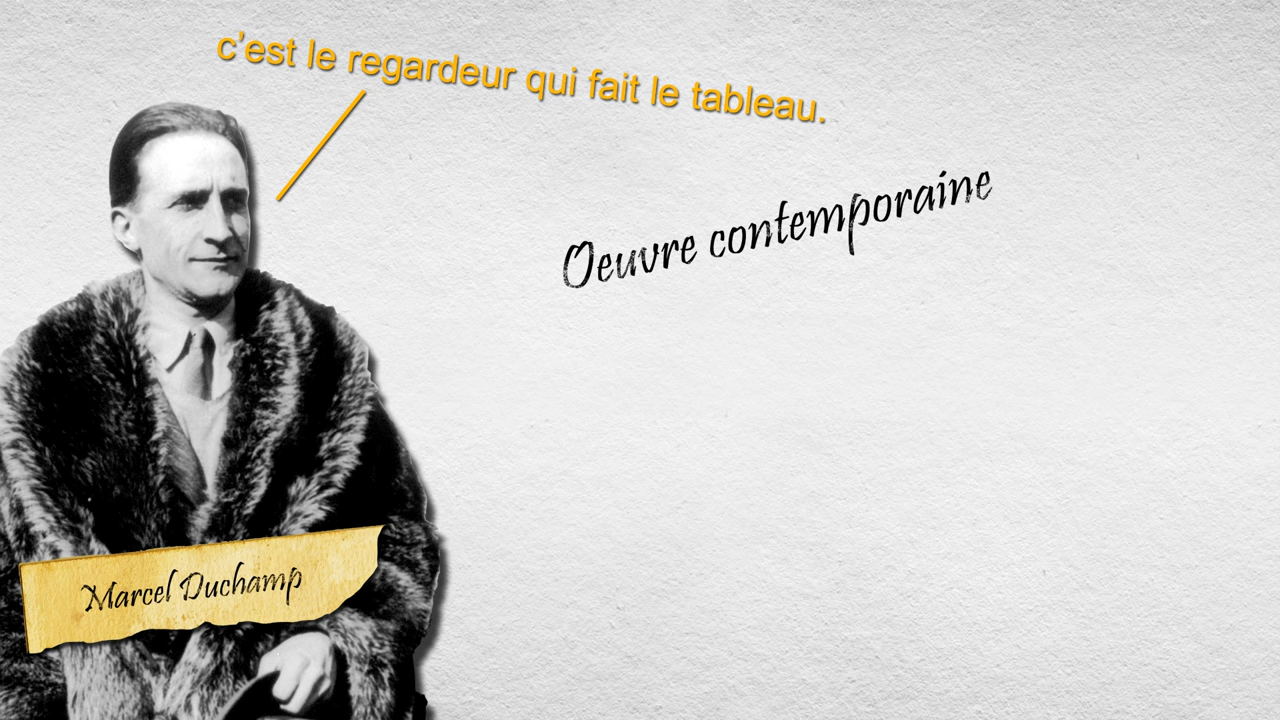 c'est le regardeur qui fait le tableau.
Oeuvre contemporaine
Marcel Duchamp